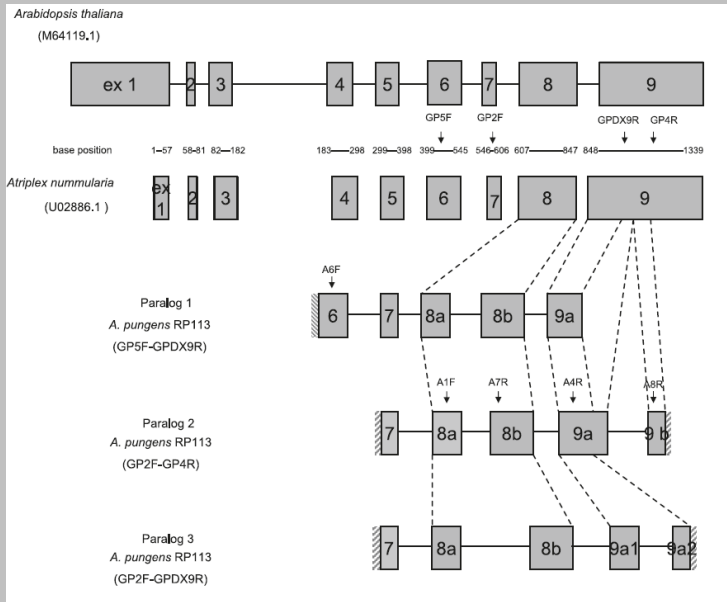 Arabidopsis thaliana
(M64119.1)
ex 1 2 3 4 5 6 7 8 9
GP5F GP2F GPDX9R GP4R
base position 1–57 58-81 82–182 183–298 299–398 399–545 546-606 607–847 848–1339
Atriplex nummularia
(U02886.1 )
ex 1 2 3 4 5 6 7 8 9
A6F
Paralog 1
A. pungens RP113
(GP5F-GPDX9R)
6 7 8a 8b 9a
A1F A7R A4R A8R
Paralog 2
A. pungens RP113
(GP2F-GP4R)
7 8a 8b 9a 9 b
Paralog 3
A. pungens RP113
(GP2F-GPDX9R)
7 8a 8b 9a1 9a2